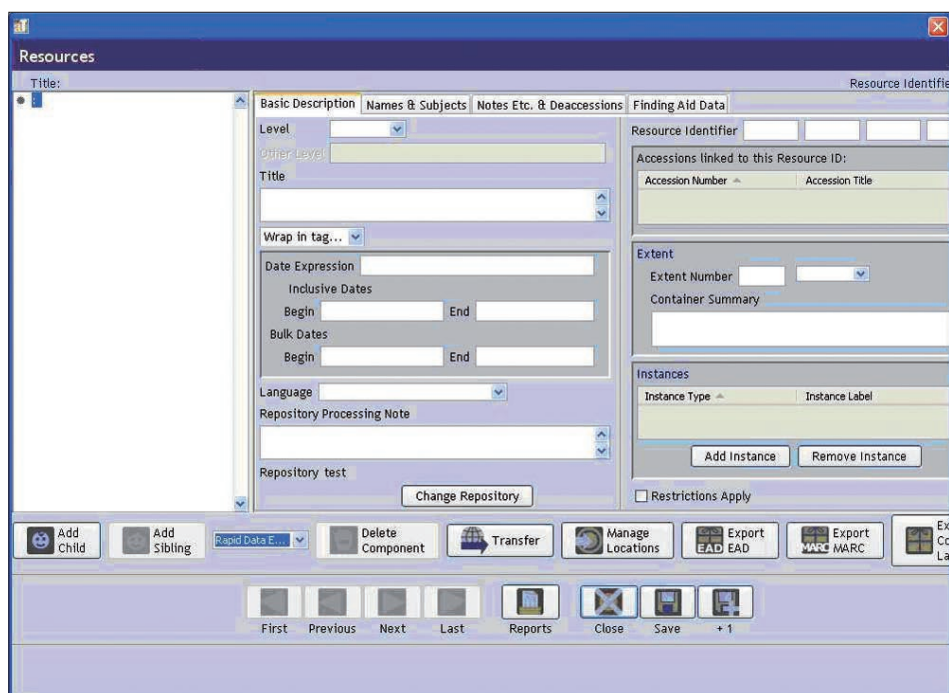 aT
Resources
Title:
Resource Identifie
Basic Description Names & Subjects Notes Etc. & Deaccessions Finding Aid Data
Level
Other Level
Title
Wrap in tag...
Date Expression
Inclusive Dates
Begin End
Bulk Dates
Begin End
Language
Repository Processing Note
Repository test
Change Repository
Resource Identifier
Accessions linked to this Resource ID:
Accession Number Accession Title
Extent
Extent Number
Container Summary
Instances
Instance Type Instance Label
Add Instance Remove Instance
Restrictions Apply
Add Child
Add Sibling
Rapid Data E...
Delete Component
Transfer
Manage Locations
EAD Export EAD
MARC Export MARC
Ex
Co
La
First Previous Next Last Reports Close Save + 1